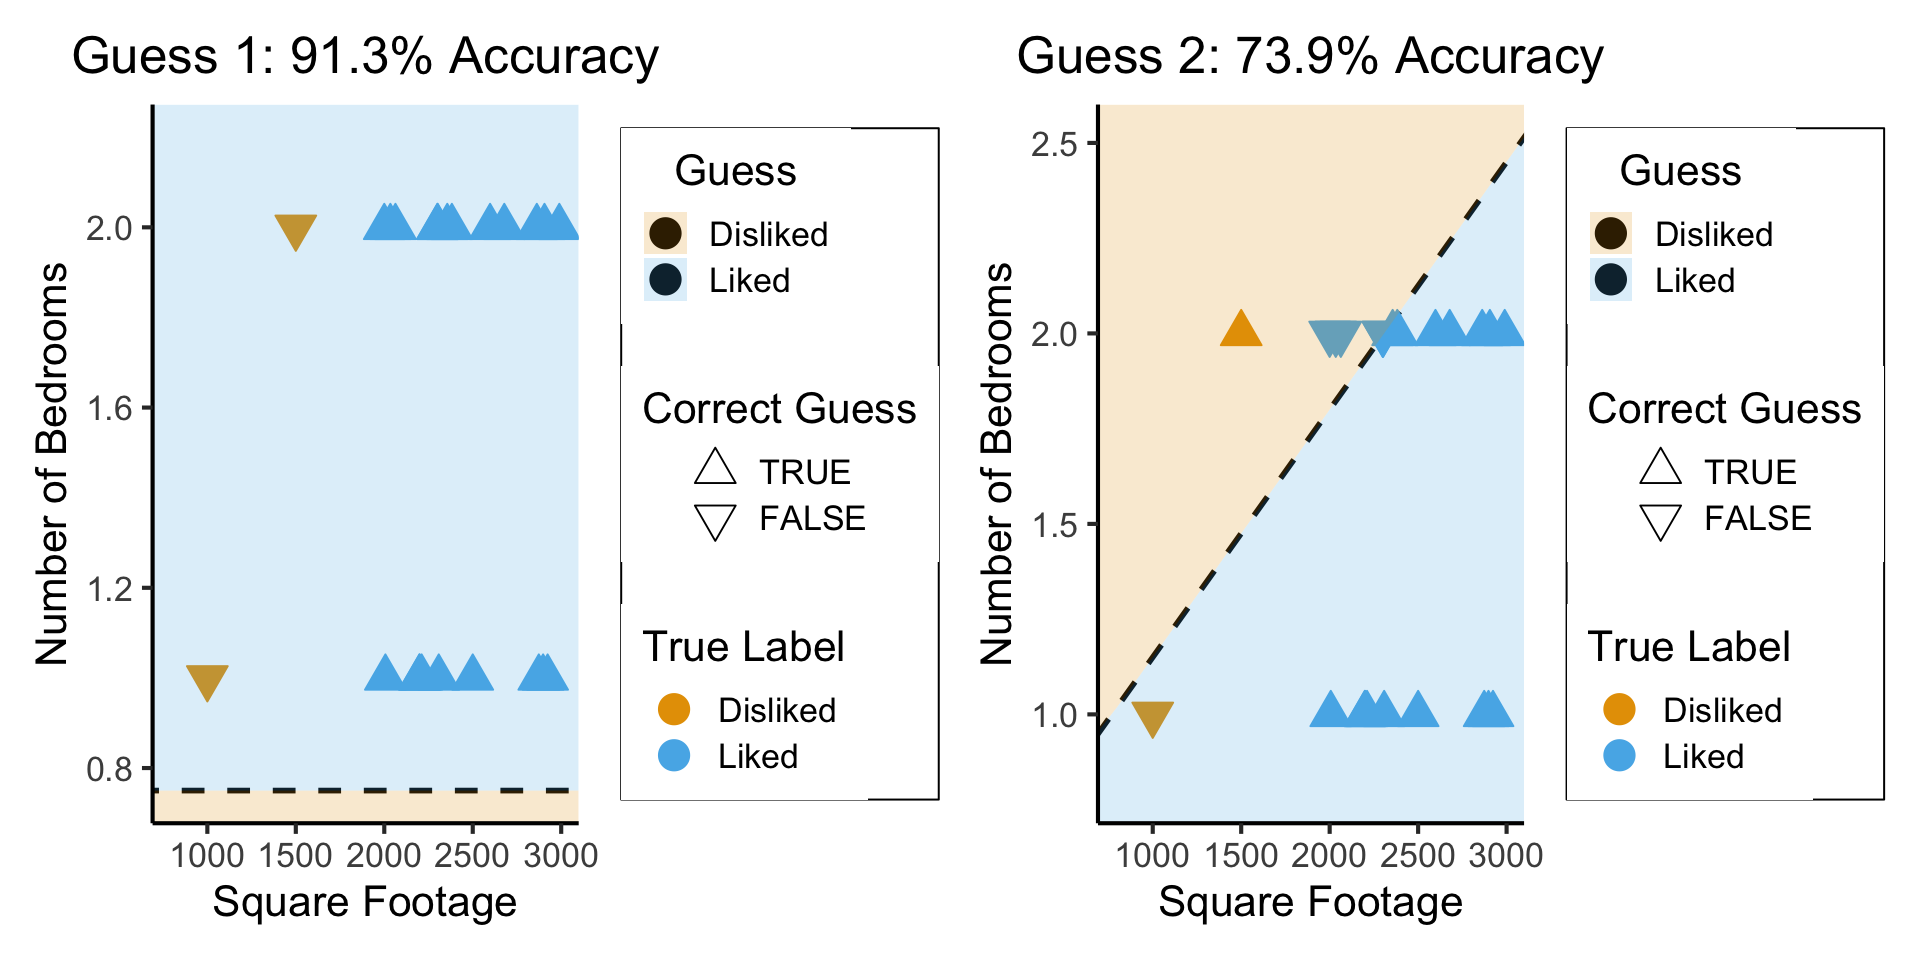 Guess 1: 91.3% Accuracy
Number of Bedrooms
2.0
1.6
1.2
0.8
1000 1500 2000 2500 3000
Square Footage
Guess
Disliked
Liked
Correct Guess
TRUE
FALSE
True Label
Disliked
Liked
Guess 2: 73.9% Accuracy
Number of Bedrooms
2.5
2.0
1.5
1.0
1000 1500 2000 2500 3000
Square Footage
Guess
Disliked
Liked
Correct Guess
TRUE
FALSE
True Label
Disliked
Liked